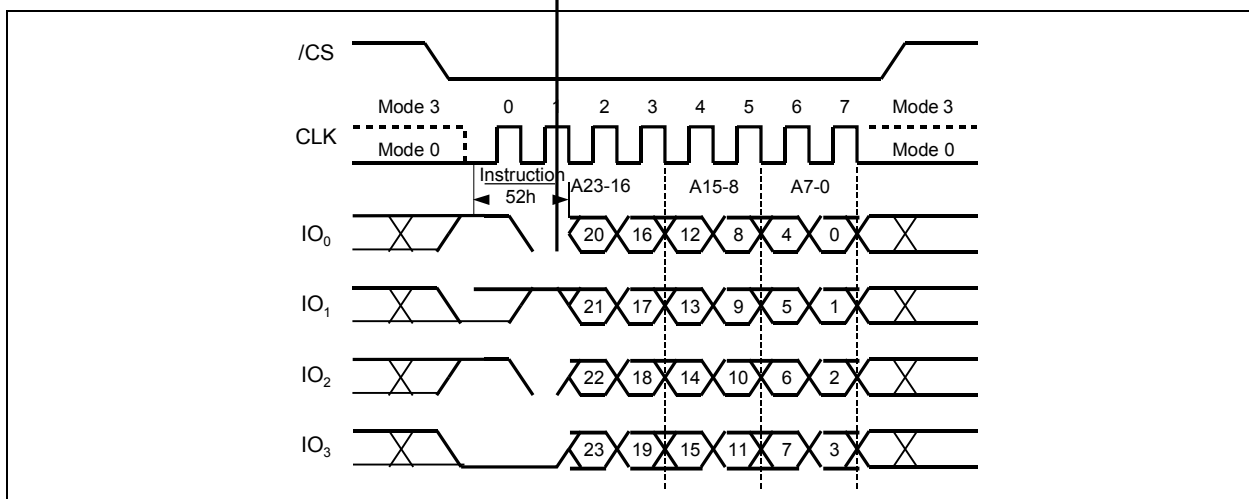 /CS
Mode 3 0 1 2 3 4 5 6 7 Mode 3
CLK
Mode 0 Mode 0
Instruction
52h
A23-16 A15-8 A7-0
IO0 20 16 12 8 4 0
IO1 21 17 13 9 5 1
IO2 22 18 14 10 6 2
IO3 23 19 15 11 7 3